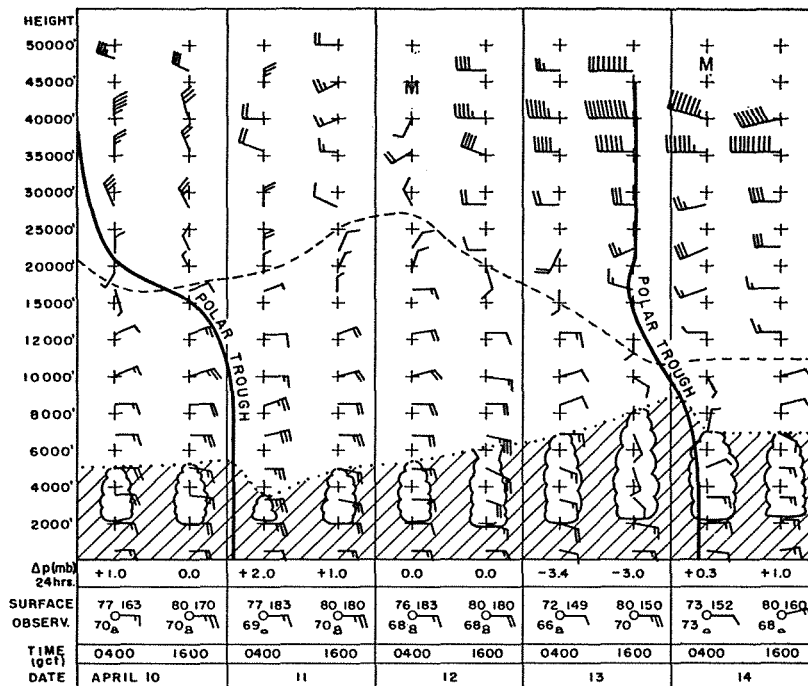 HEIGHT
50000'
45000'
40000'
35000'
30000'
25000'
20000'
15000'
12000'
10000'
8000'
6000'
4000'
2000'
M
M
POLAR TROUGH
POLAR TROUGH
Δp(mb) 24hrs. +1.0 0.0 +2.0 +1.0 0.0 0.0 -3.4 -3.0 +0.3 +1.0
SURFACE 77 163 80 170 77 183 80 180 76 183 80 180 72 149 80 150 73 152 80 160
OBSERV. 70 70 69 70 68 68 66 70 73 68
TIME (gct) 0400 1600 0400 1600 0400 1600 0400 1600 0400 1600
DATE APRIL 10 11 12 13 14